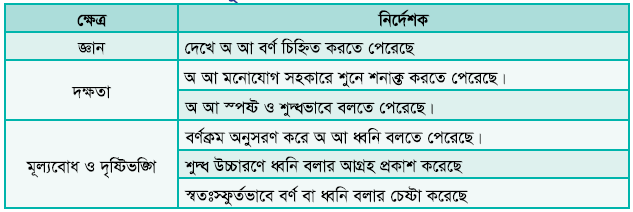 ক্ষেত্র নির্দেশক
জ্ঞান দেখে অ আ বর্ণ চিহ্নিত করতে পেরেছে
দক্ষতা অ আ মনোযোগ সহকারে শুনে শনাক্ত করতে পেরেছে।
অ আ স্পষ্ট ও শুদ্ধভাবে বলতে পেরেছে।
মূল্যবোধ ও দৃষ্টিভঙ্গি বর্ণক্রম অনুসরণ করে অ আ ধ্বনি বলতে পেরেছে।
শুদ্ধ উচ্চারণে ধ্বনি বলার আগ্রহ প্রকাশ করেছে
স্বতঃস্ফুর্তভাবে বর্ণ বা ধ্বনি বলার চেষ্টা করেছে